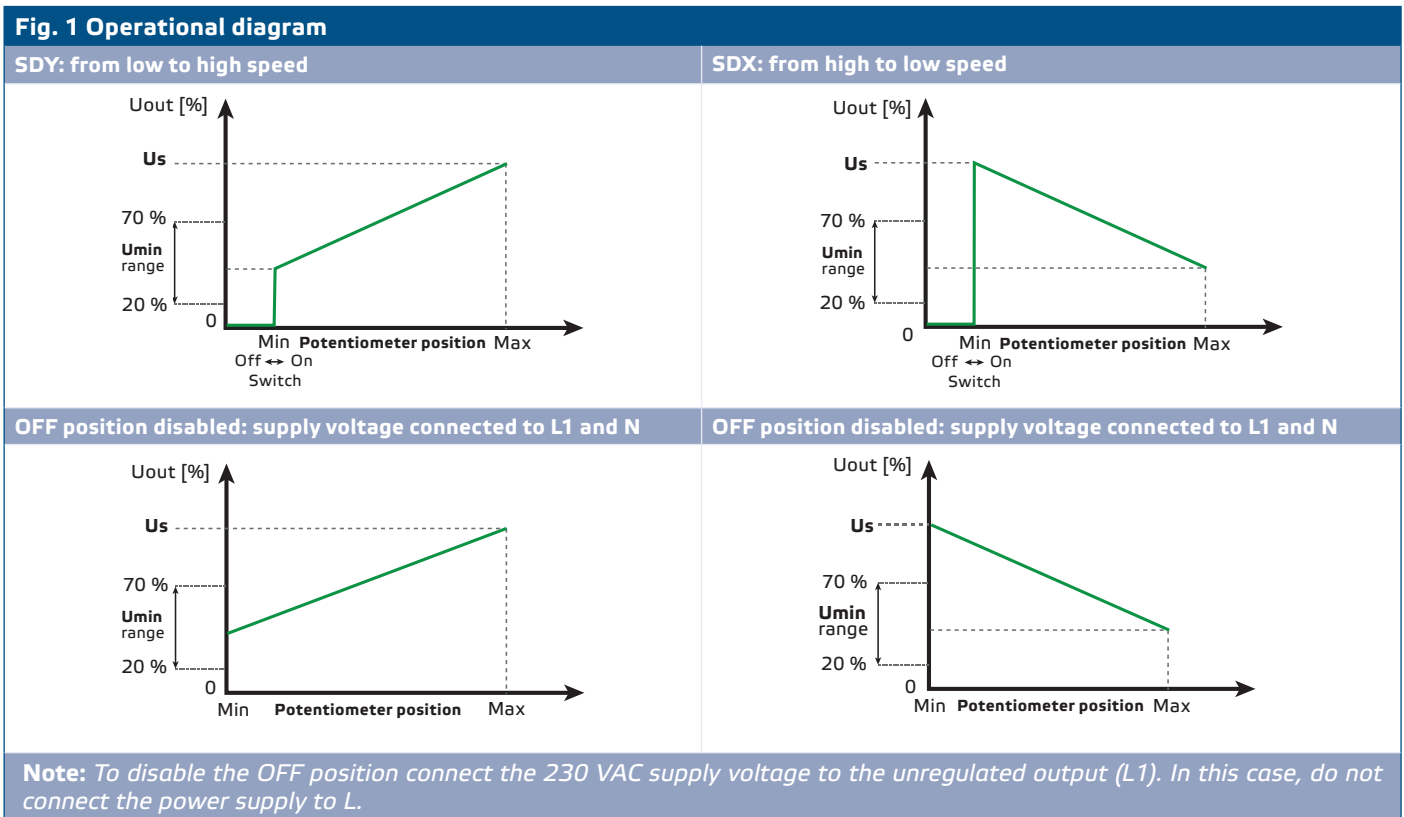 Fig. 1 Operational diagram
SDY: from low to high speed
SDX: from high to low speed
Uout [%]
Us
70 %
Umin
range
20 %
0
Min Potentiometer position Max
Off ↔ On
Switch
Uout [%]
Us
70 %
Umin
range
20 %
0
Min Potentiometer position Max
Off ↔ On
Switch
OFF position disabled: supply voltage connected to L1 and N
OFF position disabled: supply voltage connected to L1 and N
Uout [%]
Us
70 %
Umin
range
20 %
0
Min Potentiometer position Max
Uout [%]
Us
70 %
Umin
range
20 %
0
Min Potentiometer position Max
Note: To disable the OFF position connect the 230 VAC supply voltage to the unregulated output (L1). In this case, do not
connect the power supply to L.